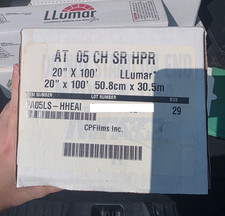 LLumar
AT 05 CH SR HPR
20" X 100' LLumar
20" x 100' 50.8cm x 30.5m
LOT NUMBER
A05LS-HHEAI
29
CPFilms Inc.